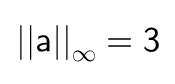 ||a||∞ = 3